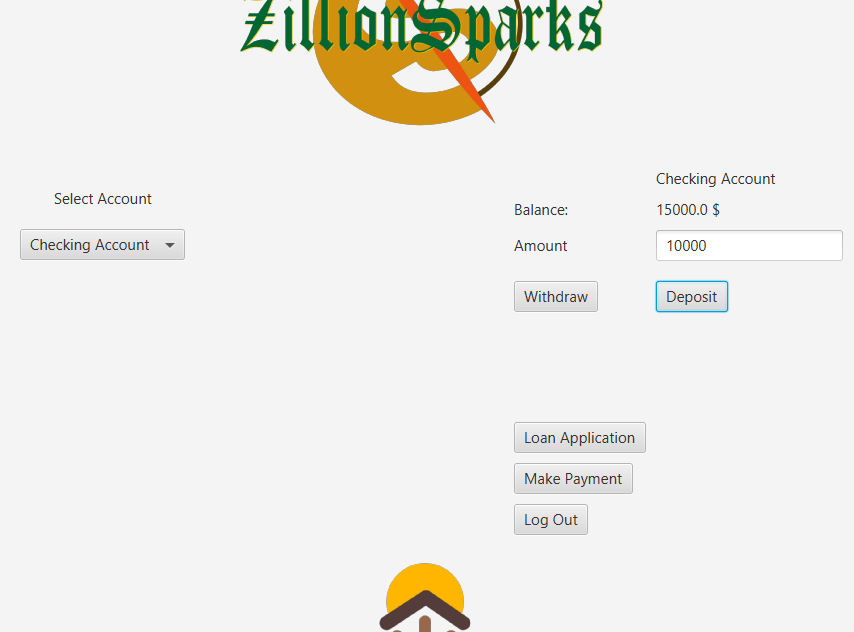 ZillionSparks
Select Account
Checking Account
Checking Account
Balance:
15000.0 $
Amount
10000
Withdraw
Deposit
Loan Application
Make Payment
Log Out